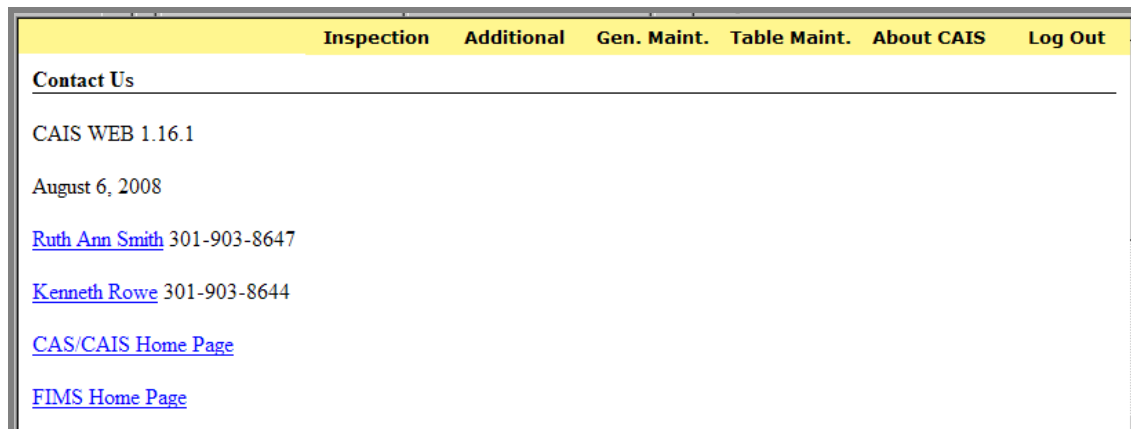 Inspection Additional Gen. Maint. Table Maint. About CAIS Log Out
Contact Us
CAIS WEB 1.16.1
August 6, 2008
Ruth Ann Smith 301-903-8647
Kenneth Rowe 301-903-8644
CAS/CAIS Home Page
FIMS Home Page